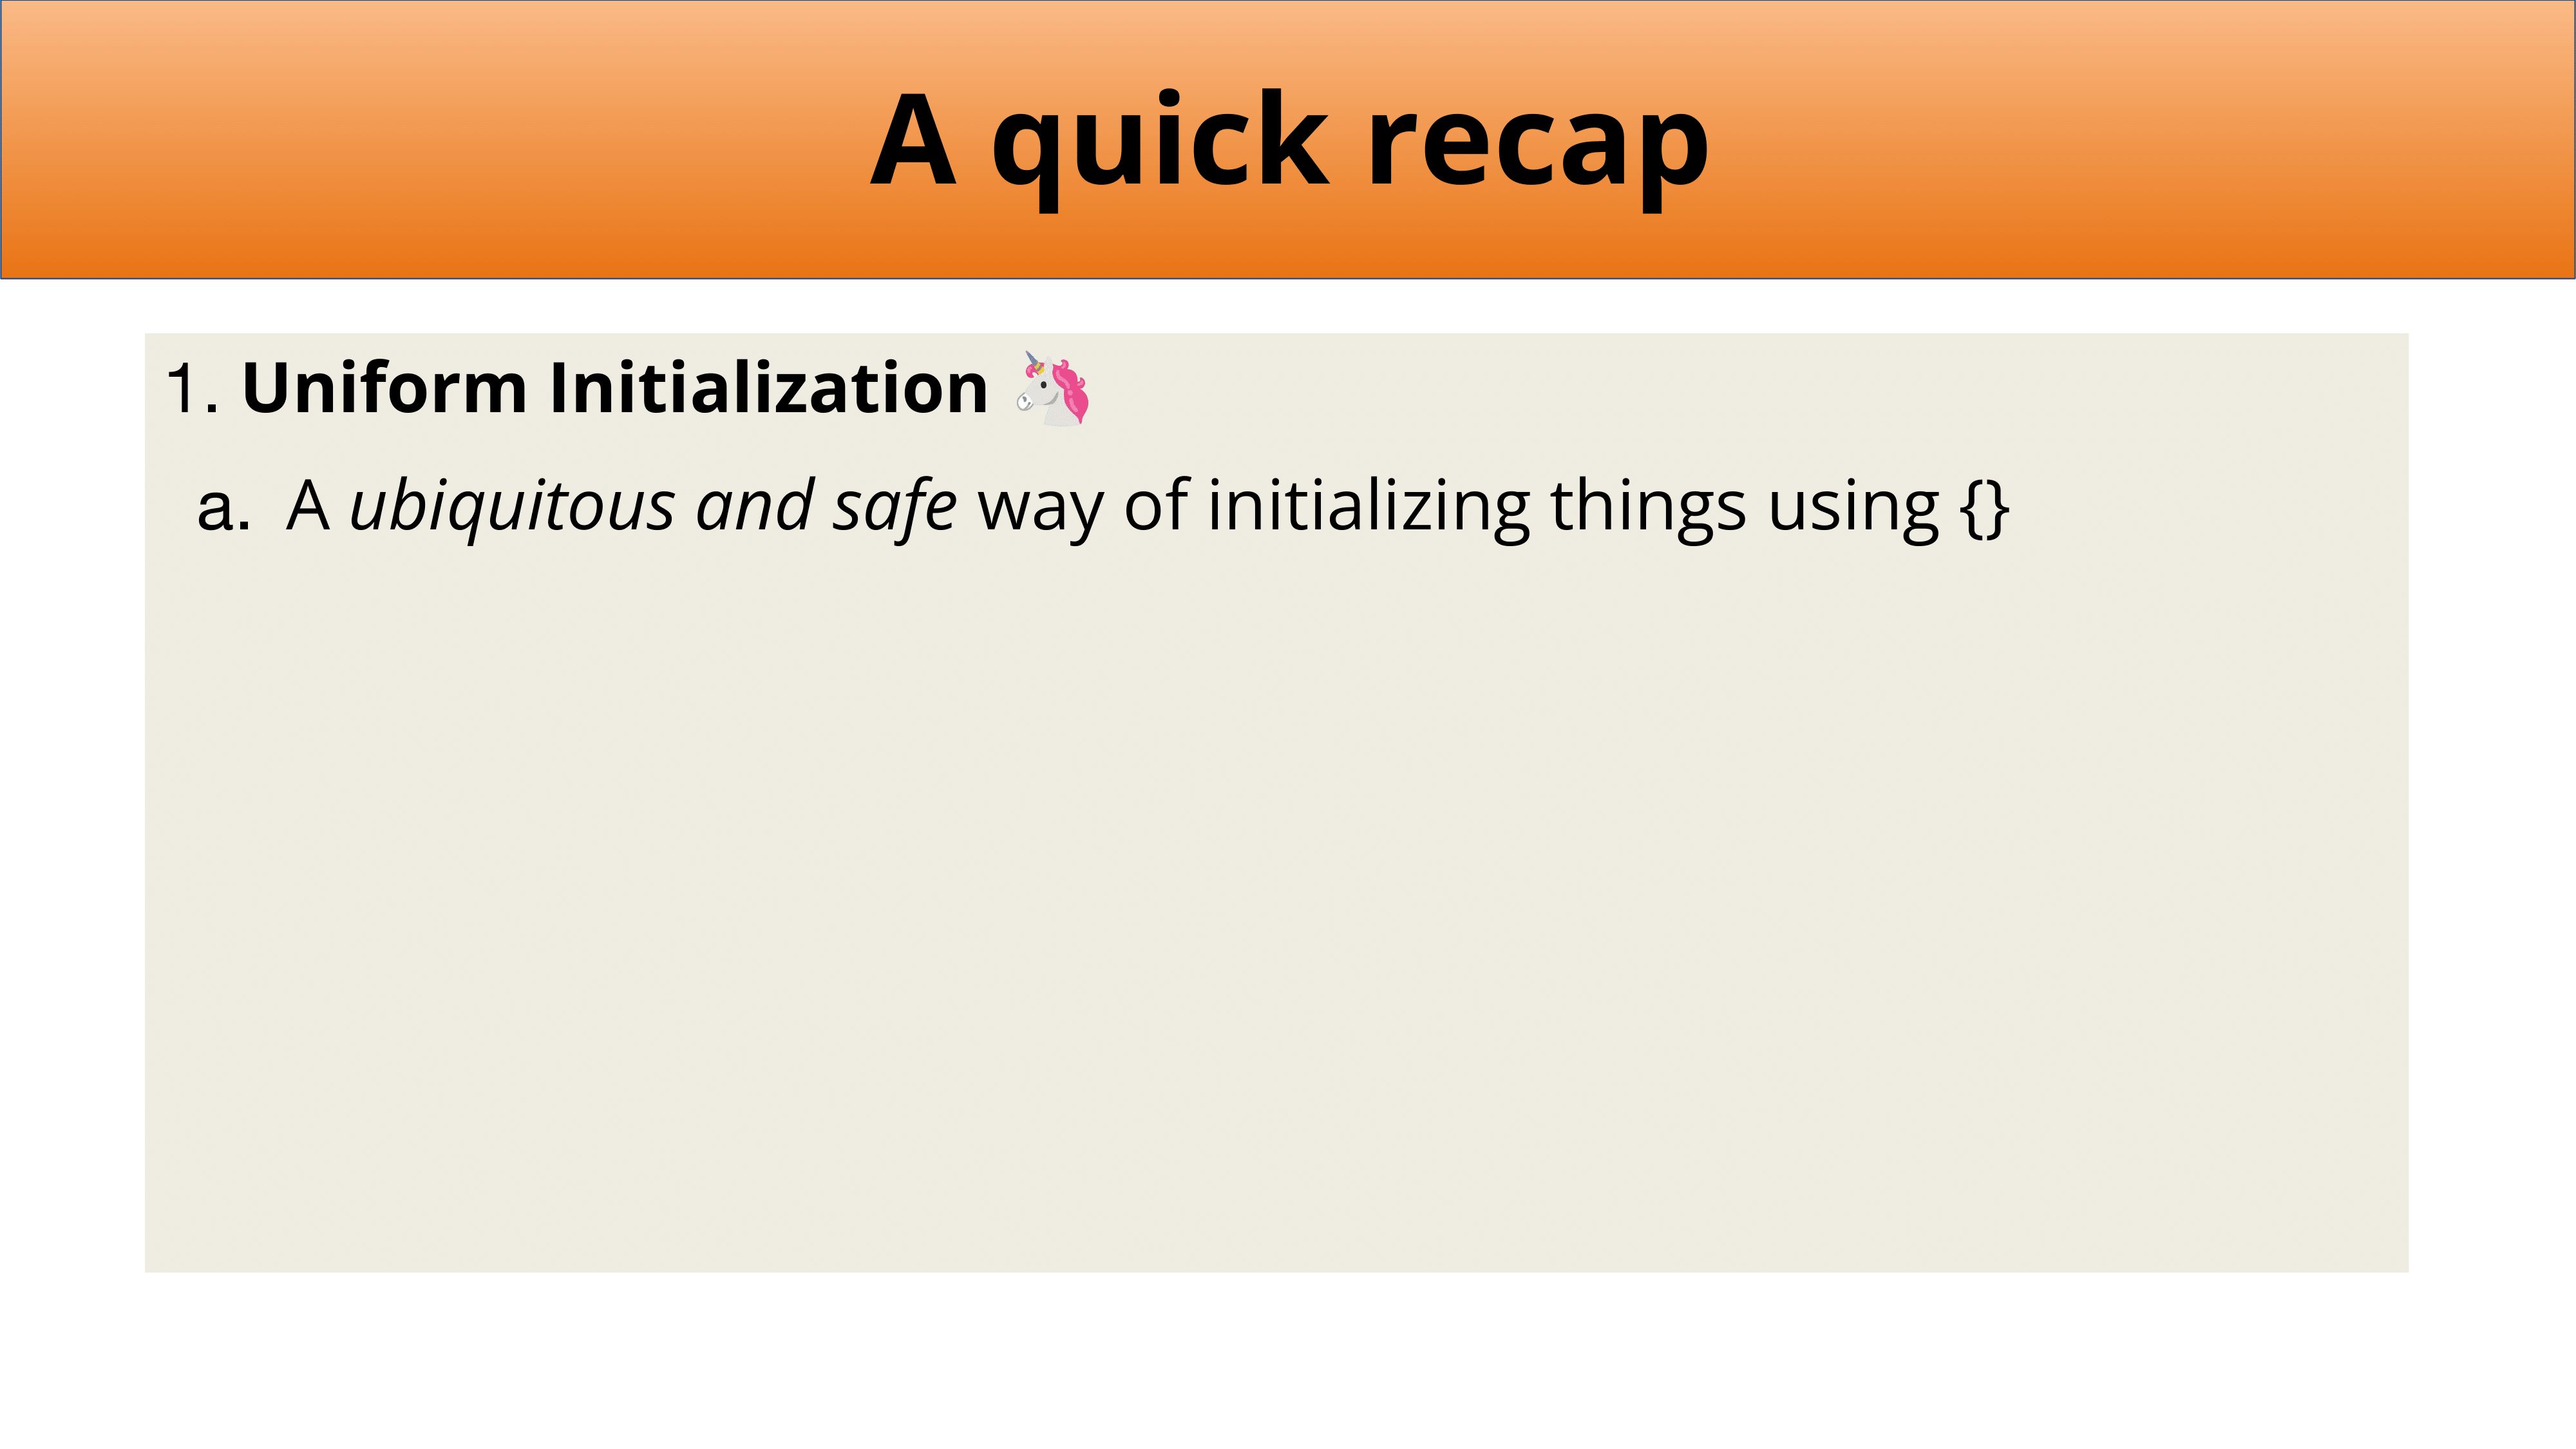 A quick recap
1. Uniform Initialization 🦄
a. A ubiquitous and safe way of initializing things using {}